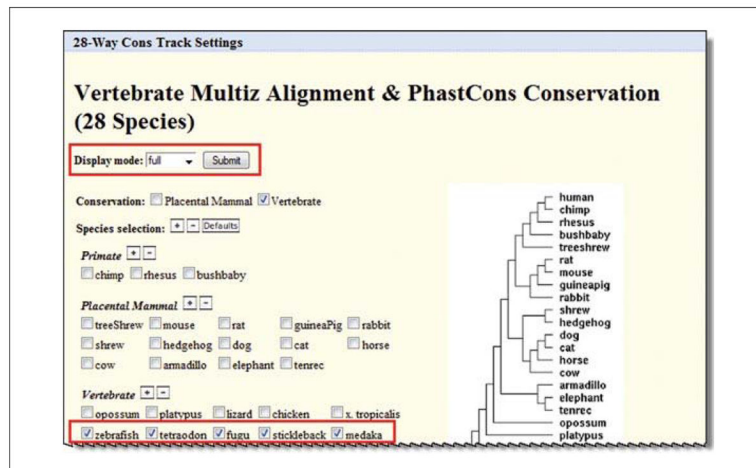 28-Way Cons Track Settings
Vertebrate Multiz Alignment & PhastCons Conservation
(28 Species)
Display mode: full Submit
Conservation: Placental Mammal Vertebrate
Species selection: + - Defaults
Primate + -
chimp rhesus bushbaby
Placental Mammal + -
treeShrew mouse rat guineaPig rabbit
shrew hedgehog dog cat horse
cow armadillo elephant tenrec
Vertebrate + -
opossum platypus lizard chicken x. tropicalis
zebrafish tetraodon fugu stickleback medaka
human
chimp
rhesus
bushbaby
treeshrew
rat
mouse
guineapig
rabbit
shrew
hedgehog
dog
cat
horse
cow
armadillo
elephant
tenrec
opossum
platypus